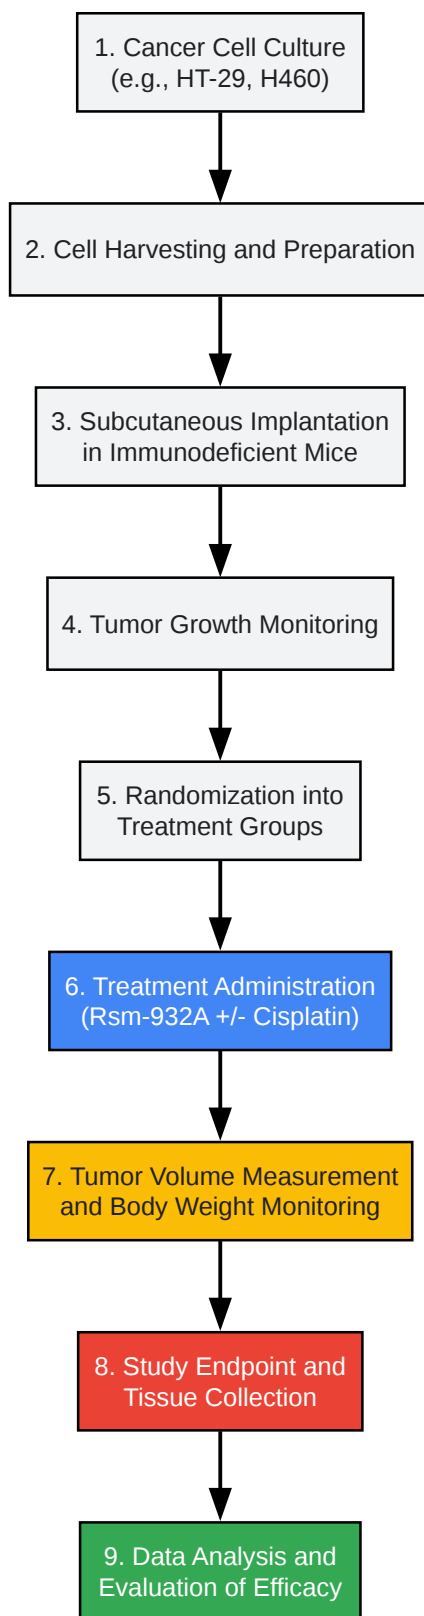 1. Cancer Cell Culture
(e.g., HT-29, H460)
2. Cell Harvesting and Preparation
3. Subcutaneous Implantation
in Immunodeficient Mice
4. Tumor Growth Monitoring
5. Randomization into
Treatment Groups
6. Treatment Administration
(Rsm-932A +/- Cisplatin)
7. Tumor Volume Measurement
and Body Weight Monitoring
8. Study Endpoint and
Tissue Collection
9. Data Analysis and
Evaluation of Efficacy